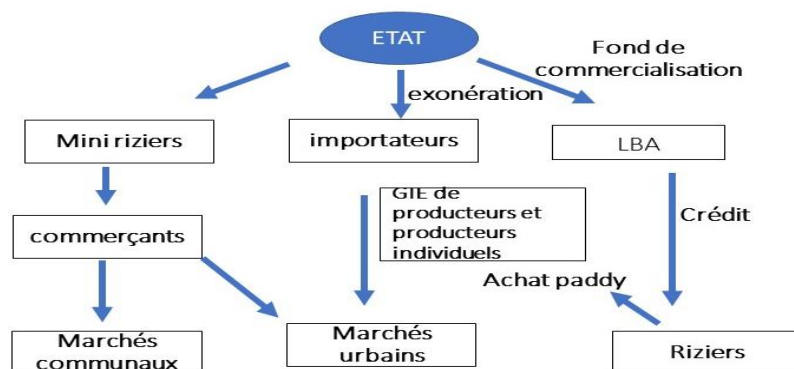 ETAT
Fond de
commercialisation
exonération
Mini riziers
importateurs
LBA
GIE de
producteurs et
producteurs
individuels
Crédit
commerçants
Achat paddy
Marchés
communaux
Marchés
urbains
Riziers